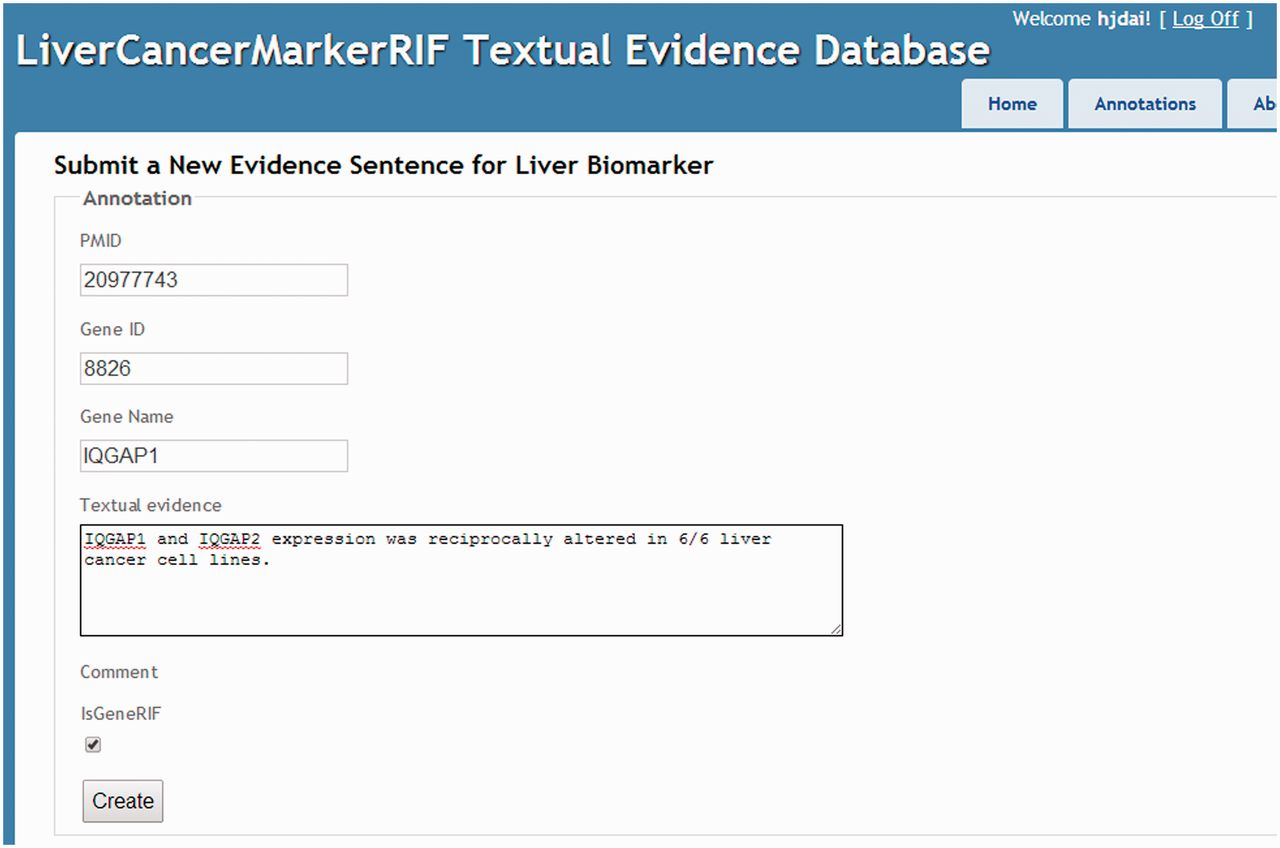 Welcome hjdai! [ Log Off ]
LiverCancerMarkerRIF Textual Evidence Database
Home Annotations Ab
Submit a New Evidence Sentence for Liver Biomarker
Annotation
PMID
20977743
Gene ID
8826
Gene Name
IQGAP1
Textual evidence
IQGAP1 and IQGAP2 expression was reciprocally altered in 6/6 liver
cancer cell lines.
Comment
IsGeneRIF
Create